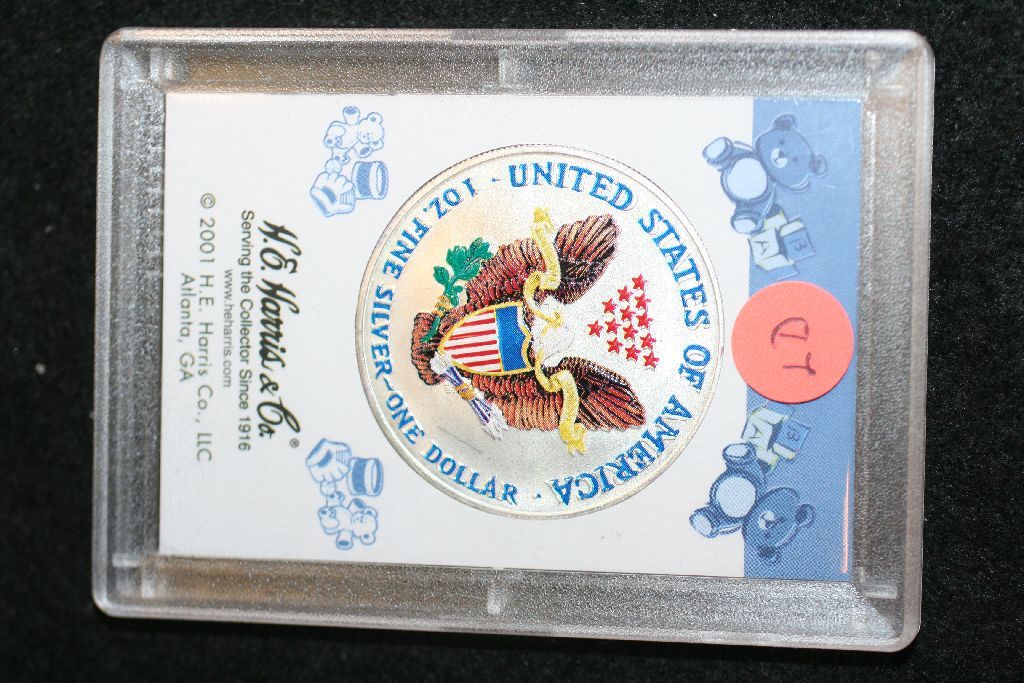 UNITED STATES OF AMERICA
· 1 OZ. FINE SILVER~ONE DOLLAR ·
H.E. Harris & Co.®
Serving the Collector Since 1916
www.heharris.com
© 2001 H.E. Harris Co., LLC
Atlanta, GA